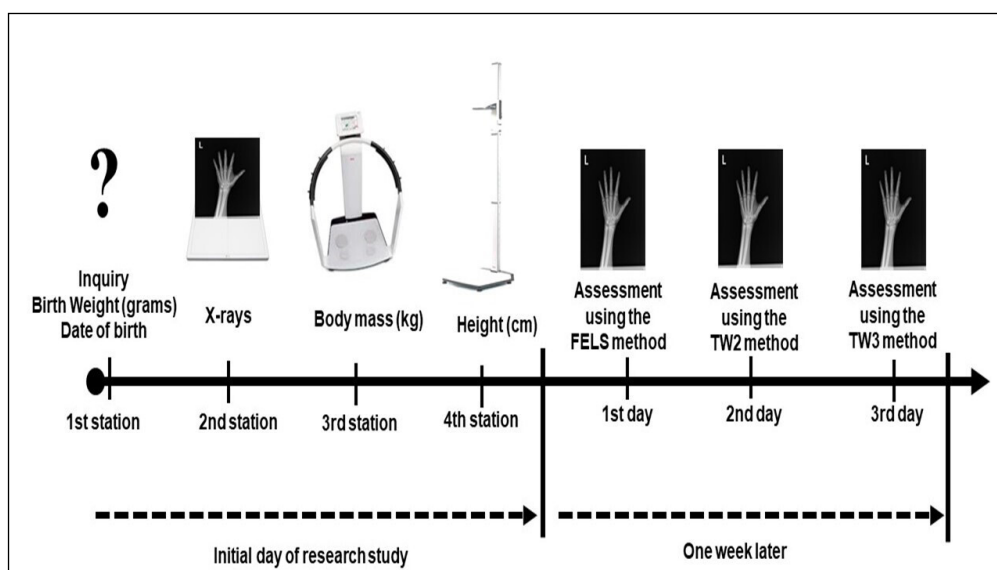 ?
L
Inquiry
Birth Weight (grams)
Date of birth
X-rays
Body mass (kg)
Height (cm)
L
Assessment
using the
FELS method
L
Assessment
using the
TW2 method
L
Assessment
using the
TW3 method
1st station
2nd station
3rd station
4th station
1st day
2nd day
3rd day
Initial day of research study
One week later